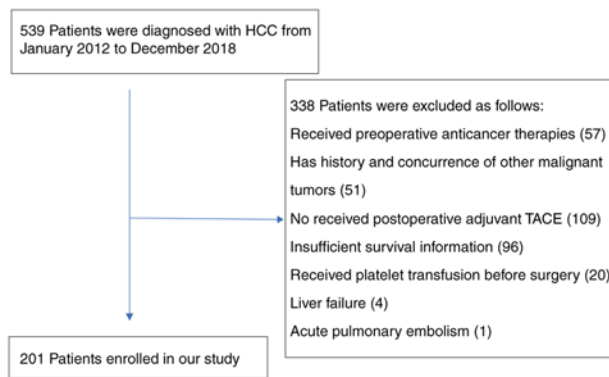 539 Patients were diagnosed with HCC from
January 2012 to December 2018
338 Patients were excluded as follows:
Received preoperative anticancer therapies (57)
Has history and concurrence of other malignant
tumors (51)
No received postoperative adjuvant TACE (109)
Insufficient survival information (96)
Received platelet transfusion before surgery (20)
Liver failure (4)
Acute pulmonary embolism (1)
201 Patients enrolled in our study